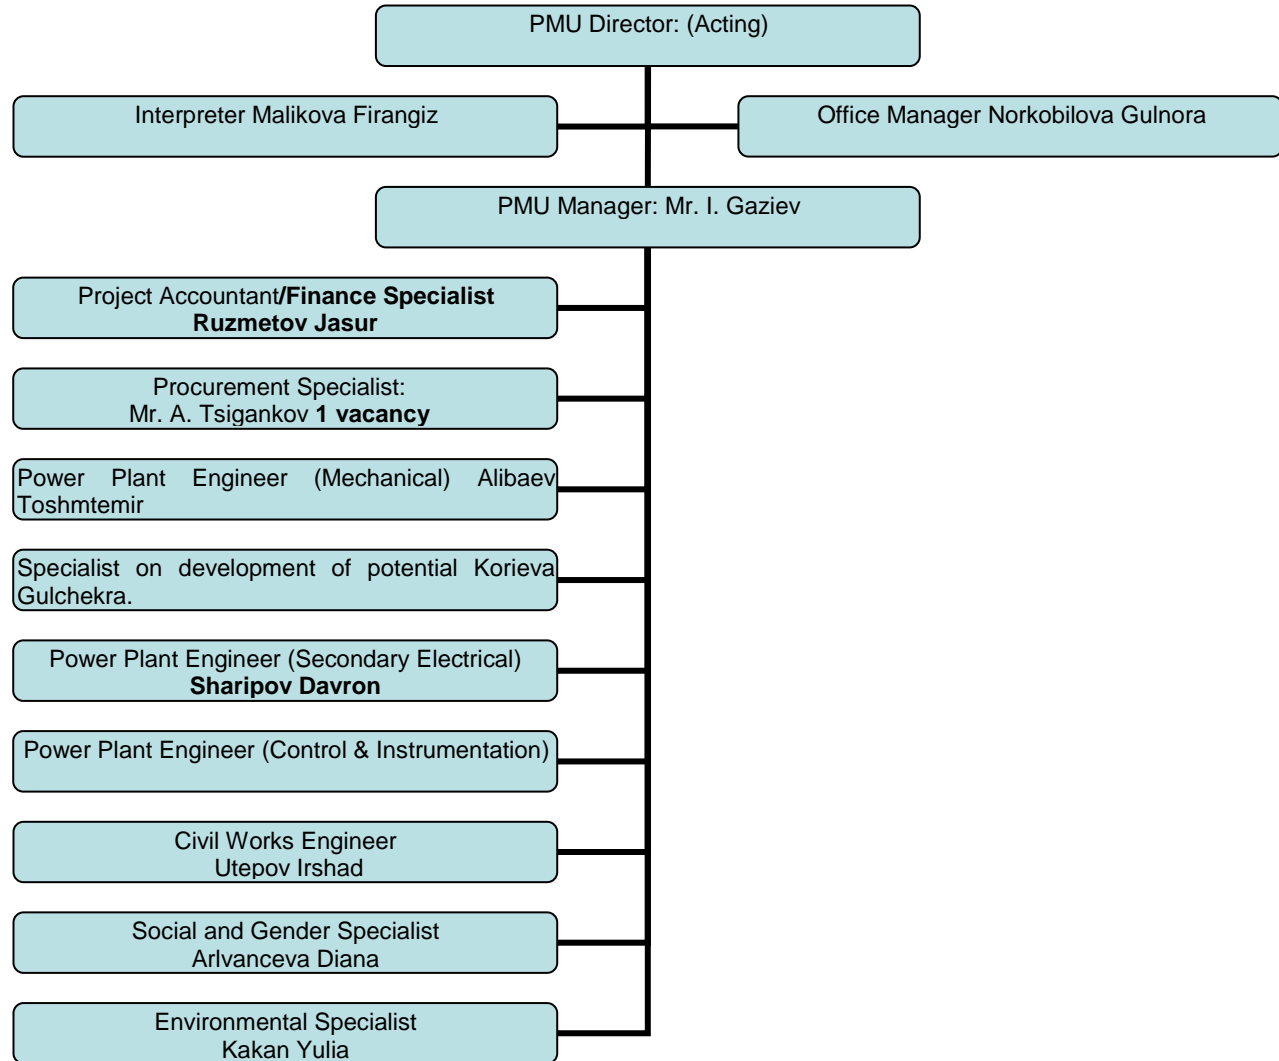 PMU Director: (Acting)
Interpreter Malikova Firangiz
Office Manager Norkobilova Gulnora
PMU Manager: Mr. I. Gaziev
Project Accountant/Finance Specialist
Ruzmetov Jasur
Procurement Specialist:
Mr. A. Tsigankov 1 vacancy
Power Plant Engineer (Mechanical) Alibaev
Toshmtemir
Specialist on development of potential Korieva
Gulchekra.
Power Plant Engineer (Secondary Electrical)
Sharipov Davron
Power Plant Engineer (Control & Instrumentation)
Civil Works Engineer
Utepov Irshad
Social and Gender Specialist
Arlvanceva Diana
Environmental Specialist
Kakan Yulia